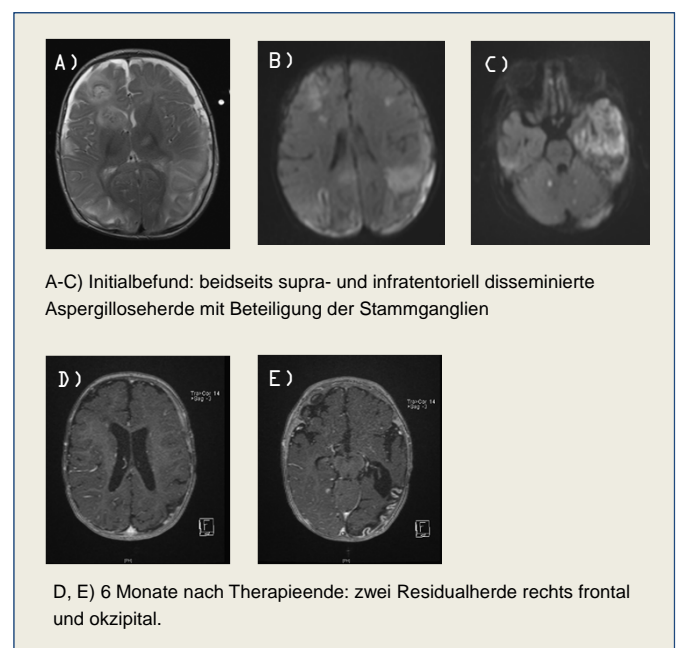 A)
B)
C)
A-C) Initialbefund: beidseits supra- und infratentoriell disseminierte
Aspergilloseherde mit Beteiligung der Stammganglien
D)
Tra>Cor 14
E)
Tra>Cor 14
F
F
D, E) 6 Monate nach Therapieende: zwei Residualherde rechts frontal
und okzipital.